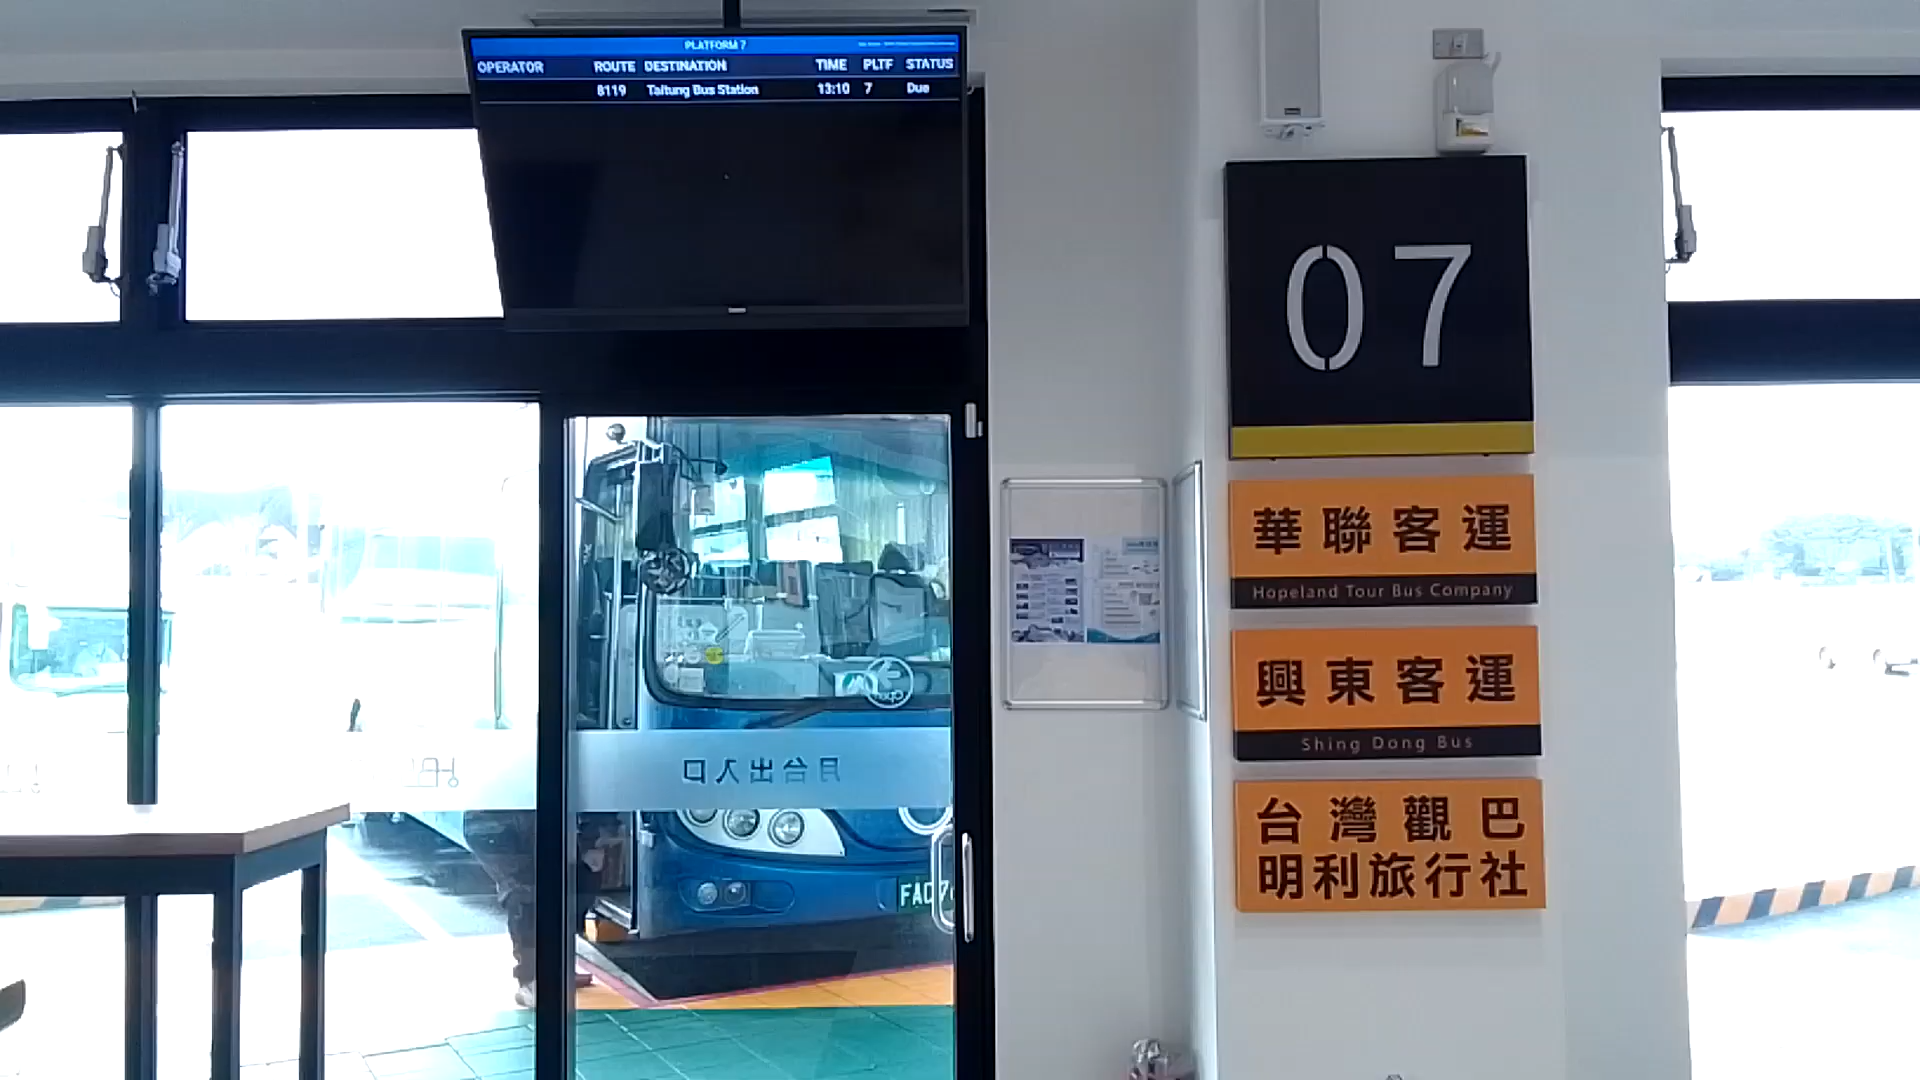 PLATFORM 7
OPERATOR ROUTE DESTINATION TIME PLTF STATUS
8119 Taitung Bus Station 13:10 7 Due
07
華聯客運
Hopeland Tour Bus Company
興東客運
Shing Dong Bus
台灣觀巴
明利旅行社
月台出入口
Open